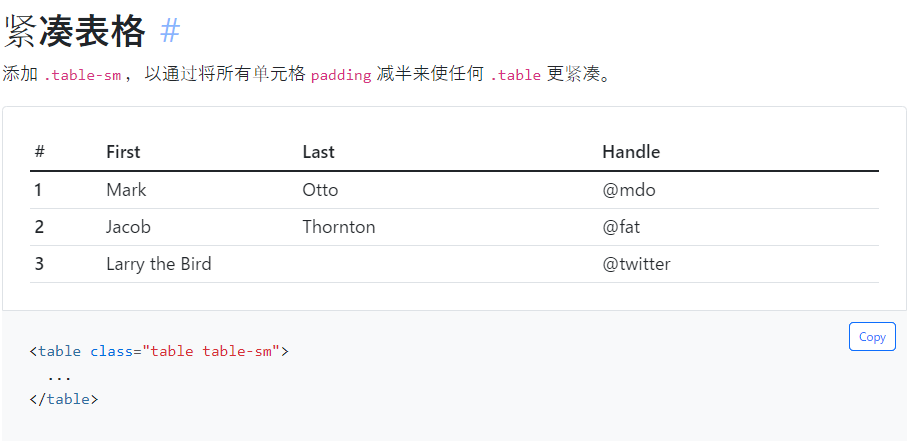 紧凑表格 #
添加 .table-sm ，以通过将所有单元格 padding 减半来使任何 .table 更紧凑。
# First Last Handle
1 Mark Otto @mdo
2 Jacob Thornton @fat
3 Larry the Bird @twitter
Copy
<table class="table table-sm">
...
</table>